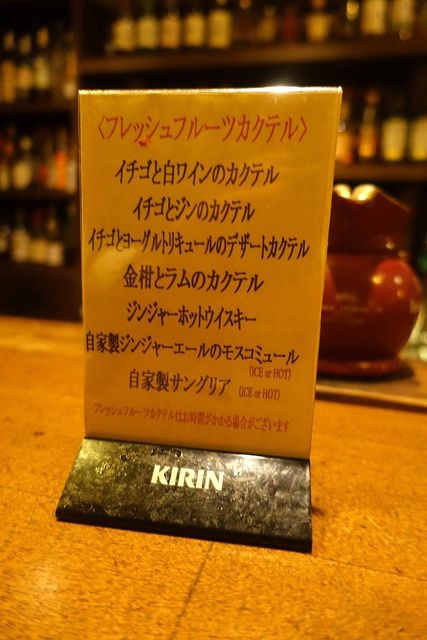 〈フレッシュフルーツカクテル〉
イチゴと白ワインのカクテル
イチゴとジンのカクテル
イチゴとヨーグルトリキュールのデザートカクテル
金柑とラムのカクテル
ジンジャーホットウイスキー
自家製ジンジャーエールのモスコミュール
(ICE or HOT)
自家製サングリア (ICE or HOT)
フレッシュフルーツカクテルはお時間がかかる場合がございます
KIRIN